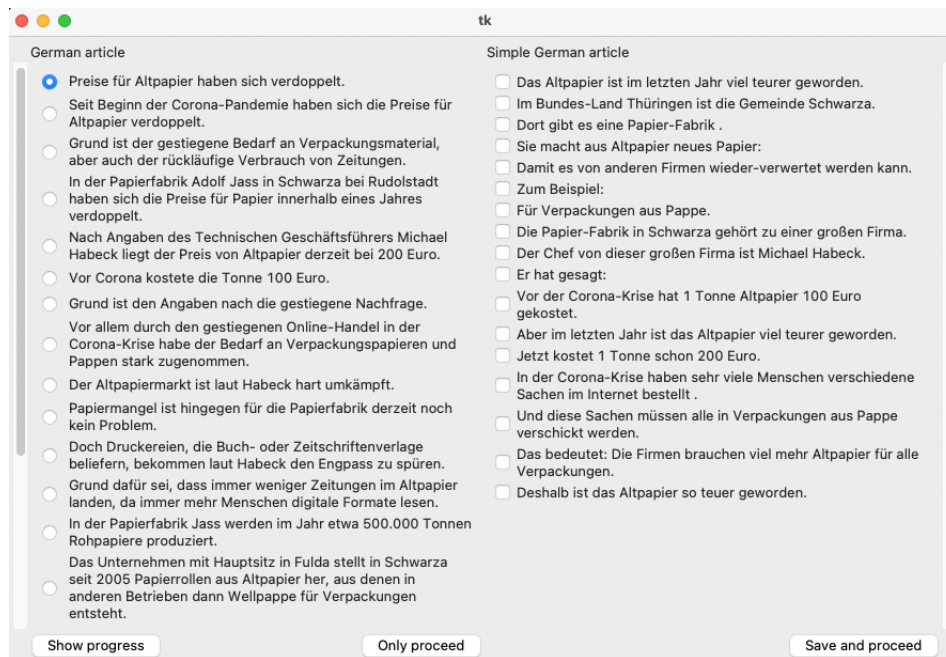 tk
German article
Preise für Altpapier haben sich verdoppelt.
Seit Beginn der Corona-Pandemie haben sich die Preise für
Altpapier verdoppelt.
Grund ist der gestiegene Bedarf an Verpackungsmaterial,
aber auch der rückläufige Verbrauch von Zeitungen.
In der Papierfabrik Adolf Jass in Schwarza bei Rudolstadt
haben sich die Preise für Papier innerhalb eines Jahres
verdoppelt.
Nach Angaben des Technischen Geschäftsführers Michael
Habeck liegt der Preis von Altpapier derzeit bei 200 Euro.
Vor Corona kostete die Tonne 100 Euro.
Grund ist den Angaben nach die gestiegene Nachfrage.
Vor allem durch den gestiegenen Online-Handel in der
Corona-Krise habe der Bedarf an Verpackungspapieren und
Pappen stark zugenommen.
Der Altpapiermarkt ist laut Habeck hart umkämpft.
Papiermangel ist hingegen für die Papierfabrik derzeit noch
kein Problem.
Doch Druckereien, die Buch- oder Zeitschriftenverlage
beliefern, bekommen laut Habeck den Engpass zu spüren.
Grund dafür sei, dass immer weniger Zeitungen im Altpapier
landen, da immer mehr Menschen digitale Formate lesen.
In der Papierfabrik Jass werden im Jahr etwa 500.000 Tonnen
Rohpapiere produziert.
Das Unternehmen mit Hauptsitz in Fulda stellt in Schwarza
seit 2005 Papierrollen aus Altpapier her, aus denen in
anderen Betrieben dann Wellpappe für Verpackungen
entsteht.
Simple German article
Das Altpapier ist im letzten Jahr viel teurer geworden.
Im Bundes-Land Thüringen ist die Gemeinde Schwarza.
Dort gibt es eine Papier-Fabrik .
Sie macht aus Altpapier neues Papier:
Damit es von anderen Firmen wieder-verwertet werden kann.
Zum Beispiel:
Für Verpackungen aus Pappe.
Die Papier-Fabrik in Schwarza gehört zu einer großen Firma.
Der Chef von dieser großen Firma ist Michael Habeck.
Er hat gesagt:
Vor der Corona-Krise hat 1 Tonne Altpapier 100 Euro
gekostet.
Aber im letzten Jahr ist das Altpapier viel teurer geworden.
Jetzt kostet 1 Tonne schon 200 Euro.
In der Corona-Krise haben sehr viele Menschen verschiedene
Sachen im Internet bestellt .
Und diese Sachen müssen alle in Verpackungen aus Pappe
verschickt werden.
Das bedeutet: Die Firmen brauchen viel mehr Altpapier für alle
Verpackungen.
Deshalb ist das Altpapier so teuer geworden.
Show progress
Only proceed
Save and proceed